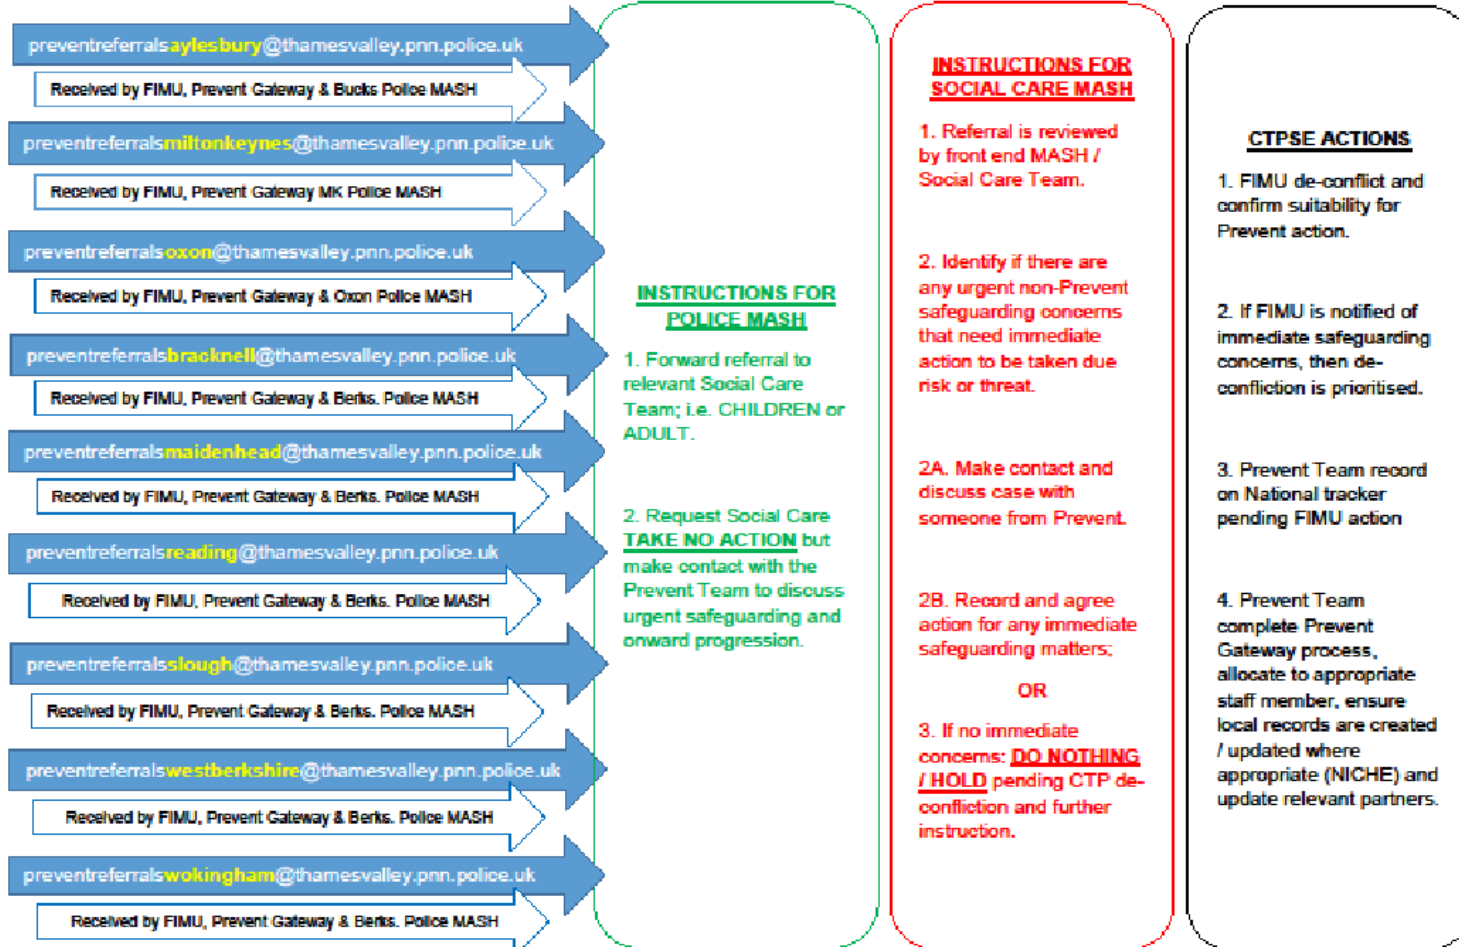 preventreferralsaylesbury@thamesvalley.pnn.police.uk
Received by FIMU, Prevent Gateway & Bucks Police MASH
preventreferralsmiltonkeynes@thamesvalley.pnn.police.uk
Received by FIMU, Prevent Gateway MK Police MASH
preventreferralsoxon@thamesvalley.pnn.police.uk
Received by FIMU, Prevent Gateway & Oxon Police MASH
preventreferralsbracknell@thamesvalley.pnn.police.uk
Received by FIMU, Prevent Gateway & Berks. Police MASH
preventreferralsmaidenhead@thamesvalley.pnn.police.uk
Received by FIMU, Prevent Gateway & Berks. Police MASH
preventreferralsreading@thamesvalley.pnn.police.uk
Received by FIMU, Prevent Gateway & Berks. Police MASH
preventreferralsslough@thamesvalley.pnn.police.uk
Received by FIMU, Prevent Gateway & Berks. Police MASH
preventreferralswestberkshire@thamesvalley.pnn.police.uk
Received by FIMU, Prevent Gateway & Berks. Police MASH
preventreferralswokingham@thamesvalley.pnn.police.uk
Received by FIMU, Prevent Gateway & Berks. Police MASH
INSTRUCTIONS FOR
POLICE MASH
1. Forward referral to
relevant Social Care
Team; i.e. CHILDREN or
ADULT.
2. Request Social Care
TAKE NO ACTION but
make contact with the
Prevent Team to discuss
urgent safeguarding and
onward progression.
INSTRUCTIONS FOR
SOCIAL CARE MASH
1. Referral is reviewed
by front end MASH /
Social Care Team.
2. Identify if there are
any urgent non-Prevent
safeguarding concerns
that need immediate
action to be taken due
risk or threat.
2A. Make contact and
discuss case with
someone from Prevent.
2B. Record and agree
action for any immediate
safeguarding matters;
OR
3. If no immediate
concerns: DO NOTHING
/ HOLD pending CTP de-
confliction and further
instruction.
CTPSE ACTIONS
1. FIMU de-conflict and
confirm suitability for
Prevent action.
2. If FIMU is notified of
immediate safeguarding
concerns, then de-
confliction is prioritised.
3. Prevent Team record
on National tracker
pending FIMU action
4. Prevent Team
complete Prevent
Gateway process,
allocate to appropriate
staff member, ensure
local records are created
/ updated where
appropriate (NICHE) and
update relevant partners.